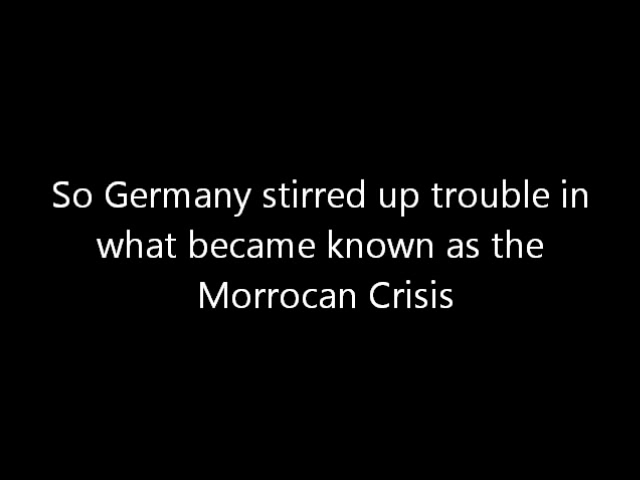 So Germany stirred up trouble in
what became known as the
Morrocan Crisis